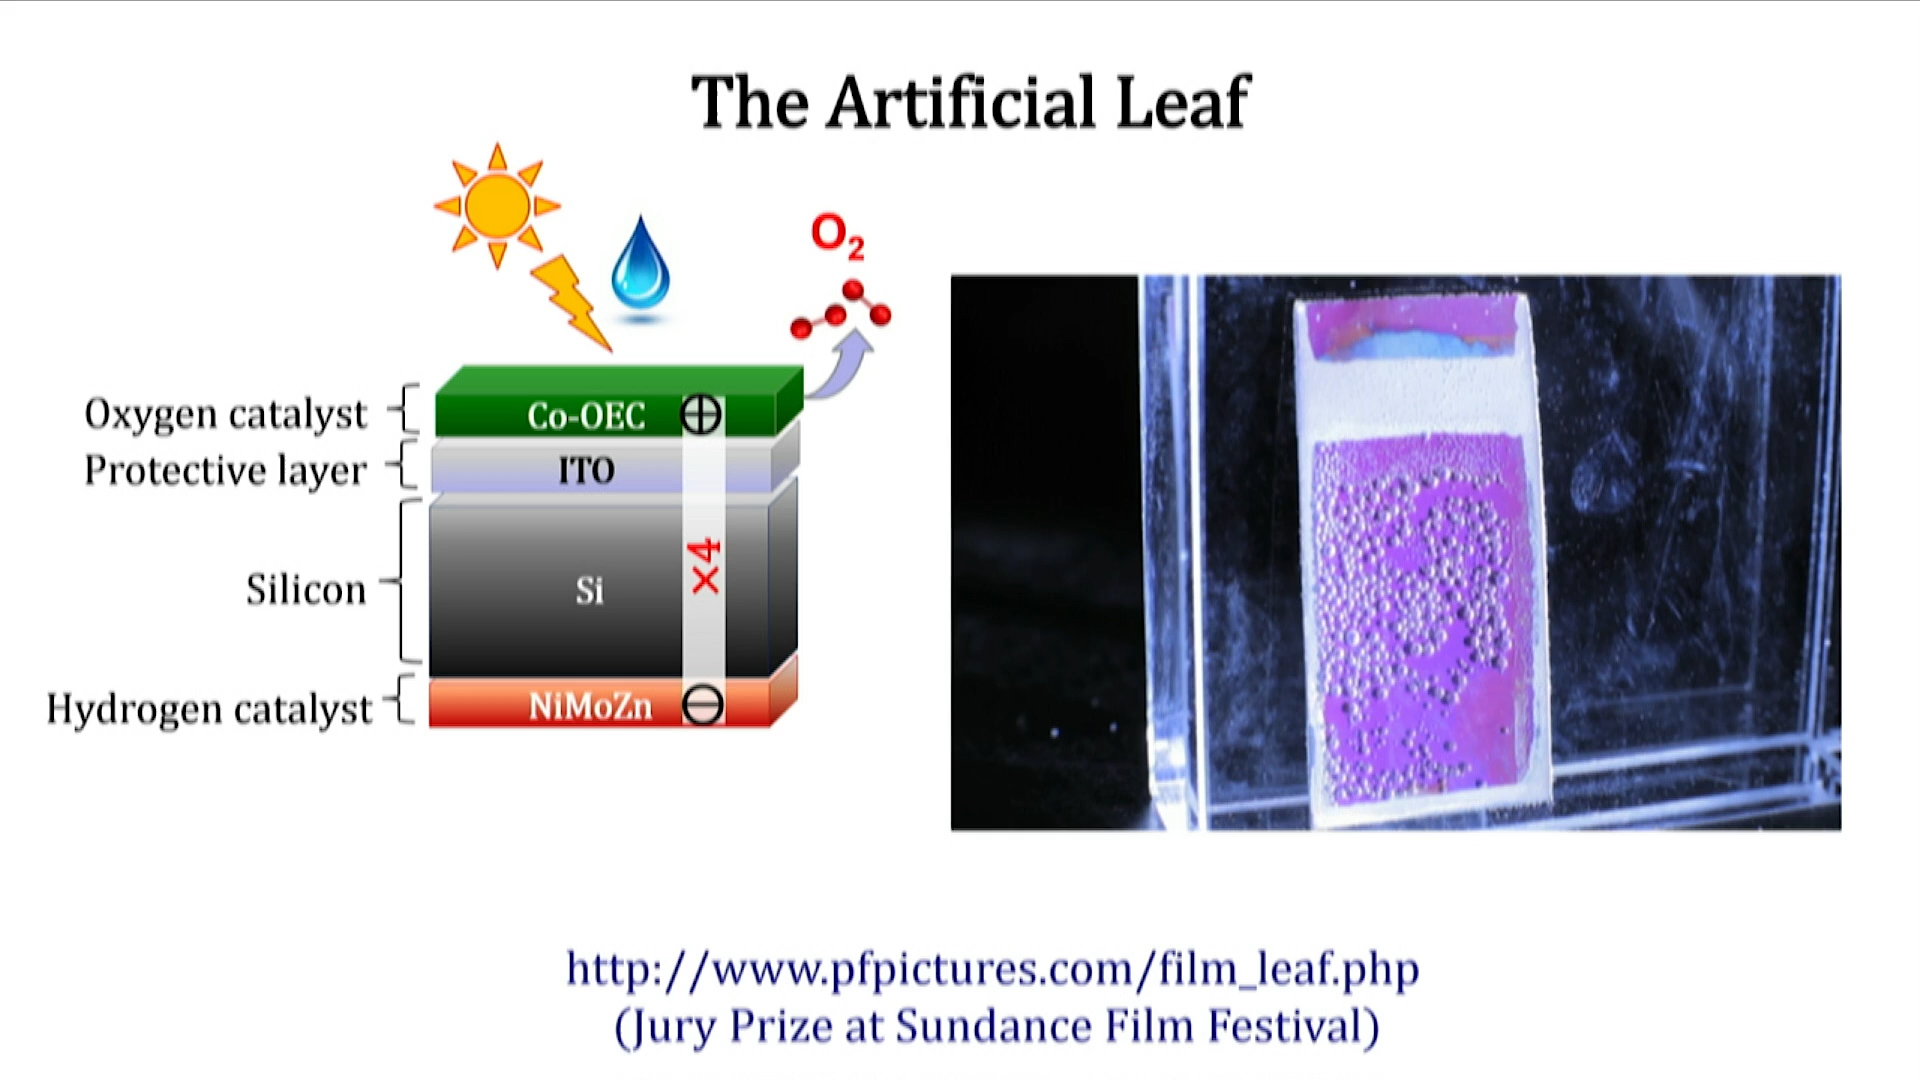 The Artificial Leaf
O₂
Oxygen catalyst
Co-OEC
⊕
Protective layer
ITO
Silicon
Si
×4
Hydrogen catalyst
NiMoZn
⊖
http://www.pfpictures.com/film_leaf.php
(Jury Prize at Sundance Film Festival)